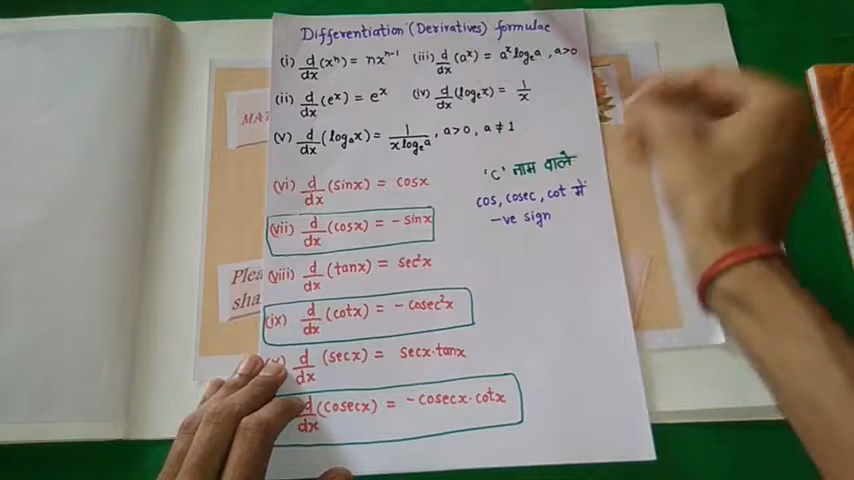 Differentiation (Derivatives) formulae
(i) d/dx (xⁿ) = nxⁿ⁻¹ (iii) d/dx (aˣ) = aˣ logₑa, a>0
(ii) d/dx (eˣ) = eˣ (iv) d/dx (logₑx) = 1/x
(v) d/dx (logₐx) = 1/(x logₑa), a>0, a≠1
'C' नाम वाले
cos, cosec, cot में
-ve sign
(vi) d/dx (sinx) = cosx
(vii) d/dx (cosx) = - sinx
(viii) d/dx (tanx) = sec²x
(ix) d/dx (cotx) = - cosec²x
d/dx (secx) = secx·tanx
d/dx (cosecx) = - cosecx·cotx
MA
Plea
sha